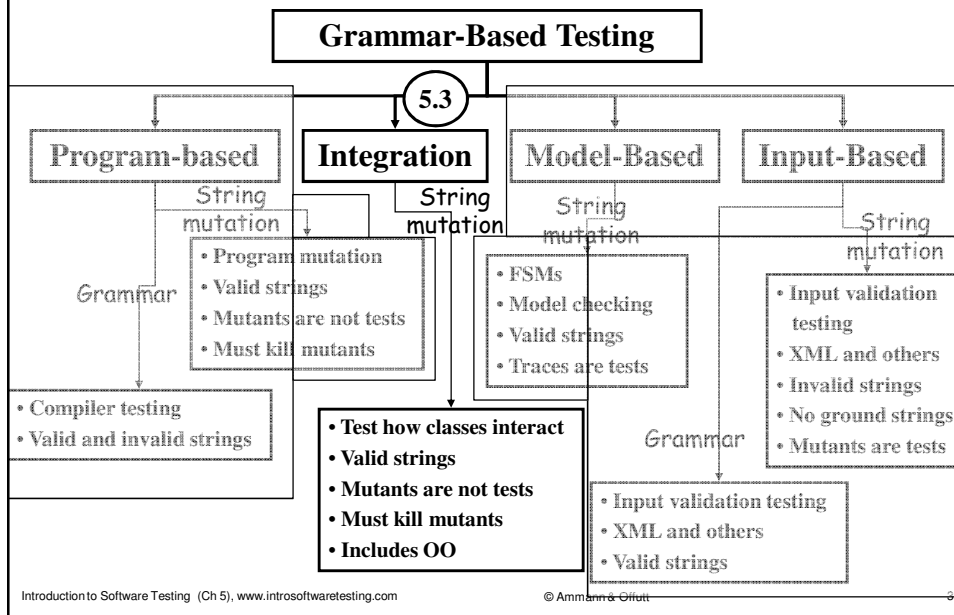 Grammar-Based Testing
5.3
Program-based
Integration
Model-Based
Input-Based
String
mutation
• Program mutation
• Valid strings
• Mutants are not tests
• Must kill mutants
Grammar
• Compiler testing
• Valid and invalid strings
String
mutation
• Test how classes interact
• Valid strings
• Mutants are not tests
• Must kill mutants
• Includes OO
String
mutation
• FSMs
• Model checking
• Valid strings
• Traces are tests
String
mutation
• Input validation
testing
• XML and others
• Invalid strings
• No ground strings
• Mutants are tests
Grammar
• Input validation testing
• XML and others
• Valid strings
Introduction to Software Testing (Ch 5), www.introsoftwaretesting.com
© Ammann & Offutt
3